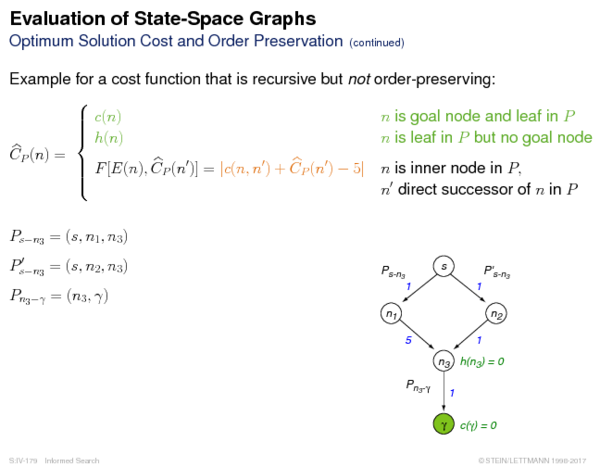 Evaluation of State-Space Graphs
Optimum Solution Cost and Order Preservation (continued)
Example for a cost function that is recursive but not order-preserving:
c(n) n is goal node and leaf in P
h(n) n is leaf in P but no goal node
Ĉ_P(n) = { F[E(n), Ĉ_P(n′)] = |c(n, n′) + Ĉ_P(n′) − 5| n is inner node in P,
n′ direct successor of n in P
P_{s−n₃} = (s, n₁, n₃)
P′_{s−n₃} = (s, n₂, n₃)
P_{n₃−γ} = (n₃, γ)
s
P_{s-n₃} P′_{s-n₃}
1 1
n₁ n₂
5 1
n₃ h(n₃) = 0
P_{n₃-γ} 1
γ c(γ) = 0
S:IV-179 Informed Search ©STEIN/LETTMANN 1998-2017